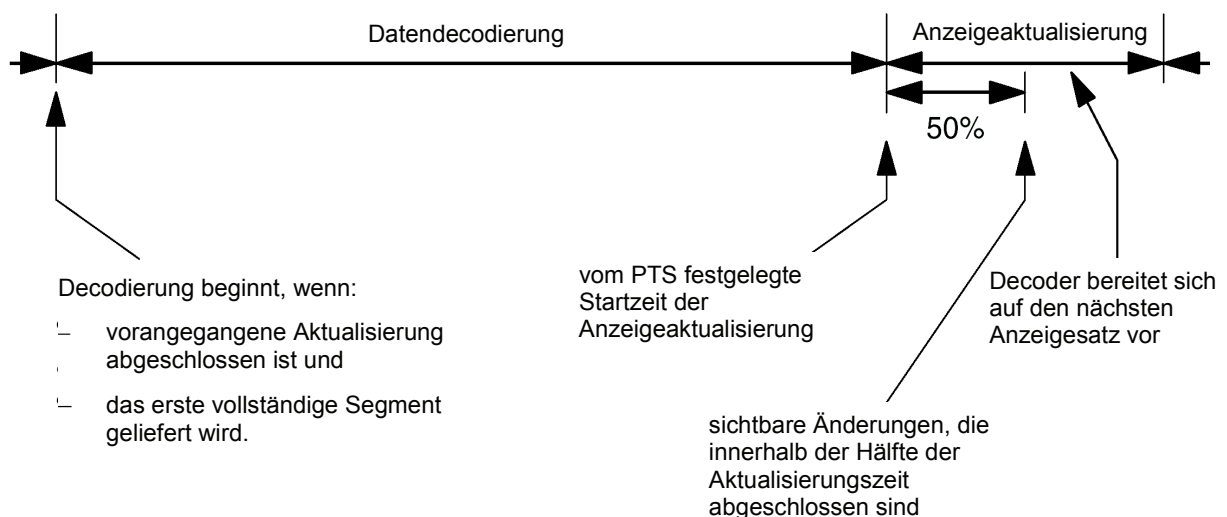 Datendecodierung
Anzeigeaktualisierung
50%
Decodierung beginnt, wenn:
– vorangegangene Aktualisierung
abgeschlossen ist und
– das erste vollständige Segment
geliefert wird.
vom PTS festgelegte
Startzeit der
Anzeigeaktualisierung
Decoder bereitet sich
auf den nächsten
Anzeigesatz vor
sichtbare Änderungen, die
innerhalb der Hälfte der
Aktualisierungszeit
abgeschlossen sind